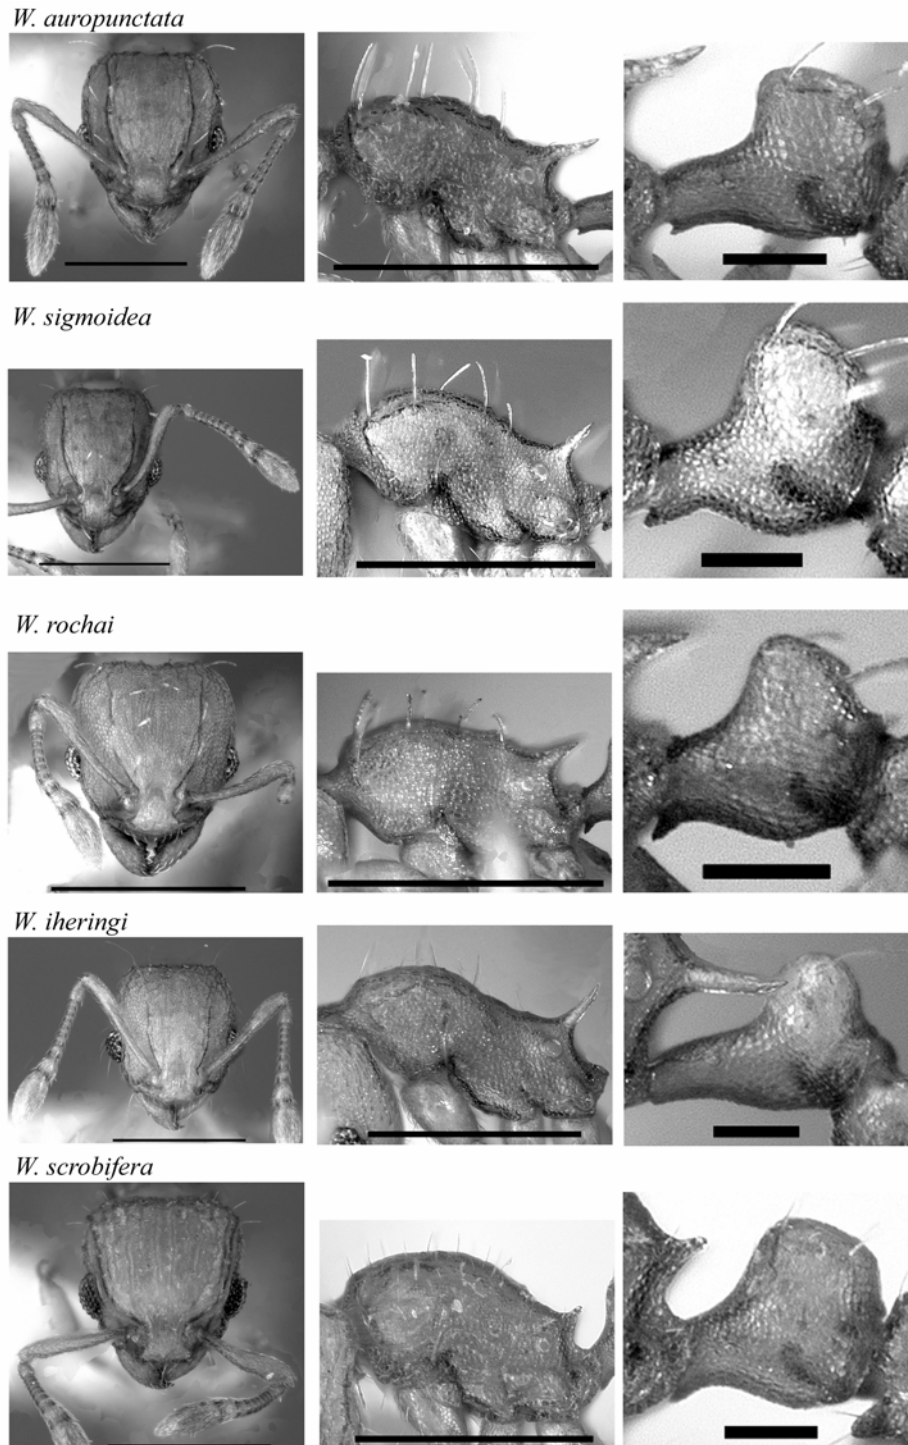 W. auropunctata
W. sigmoidea
W. rochai
W. iheringi
W. scrobifera